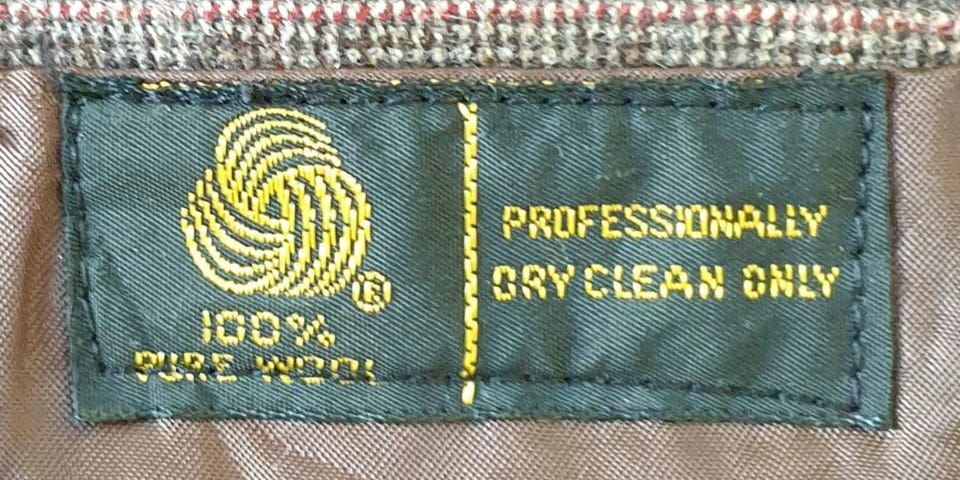 ®
100%
PURE WOOL
PROFESSIONALLY
DRY CLEAN ONLY